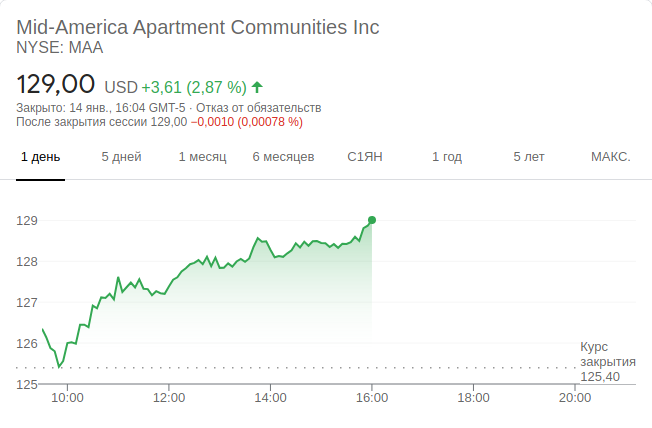 Mid-America Apartment Communities Inc
NYSE: MAA
129,00 USD +3,61 (2,87 %)
Закрыто: 14 янв., 16:04 GMT-5 · Отказ от обязательств
После закрытия сессии 129,00 −0,0010 (0,00078 %)
1 день 5 дней 1 месяц 6 месяцев С1ЯН 1 год 5 лет МАКС.
129
128
127
126
Курс
закрытия
125,40
125
10:00 12:00 14:00 16:00 18:00 20:00